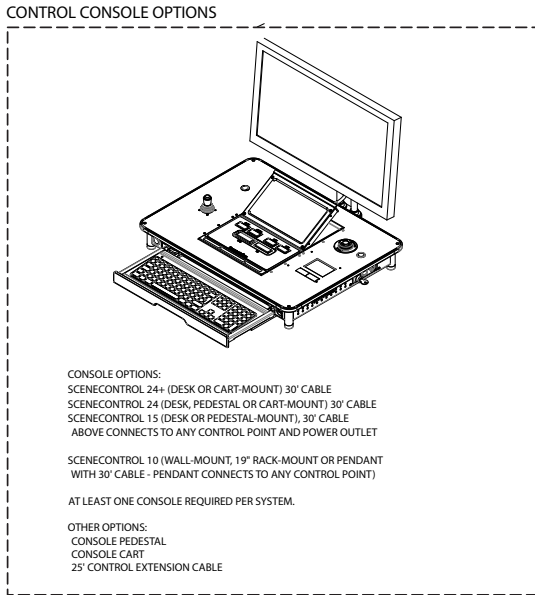 CONTROL CONSOLE OPTIONS
CONSOLE OPTIONS:
SCENECONTROL 24+ (DESK OR CART-MOUNT) 30' CABLE
SCENECONTROL 24 (DESK, PEDESTAL OR CART-MOUNT) 30' CABLE
SCENECONTROL 15 (DESK OR PEDESTAL-MOUNT), 30' CABLE
ABOVE CONNECTS TO ANY CONTROL POINT AND POWER OUTLET
SCENECONTROL 10 (WALL-MOUNT, 19" RACK-MOUNT OR PENDANT
WITH 30' CABLE - PENDANT CONNECTS TO ANY CONTROL POINT)
AT LEAST ONE CONSOLE REQUIRED PER SYSTEM.
OTHER OPTIONS:
CONSOLE PEDESTAL
CONSOLE CART
25' CONTROL EXTENSION CABLE